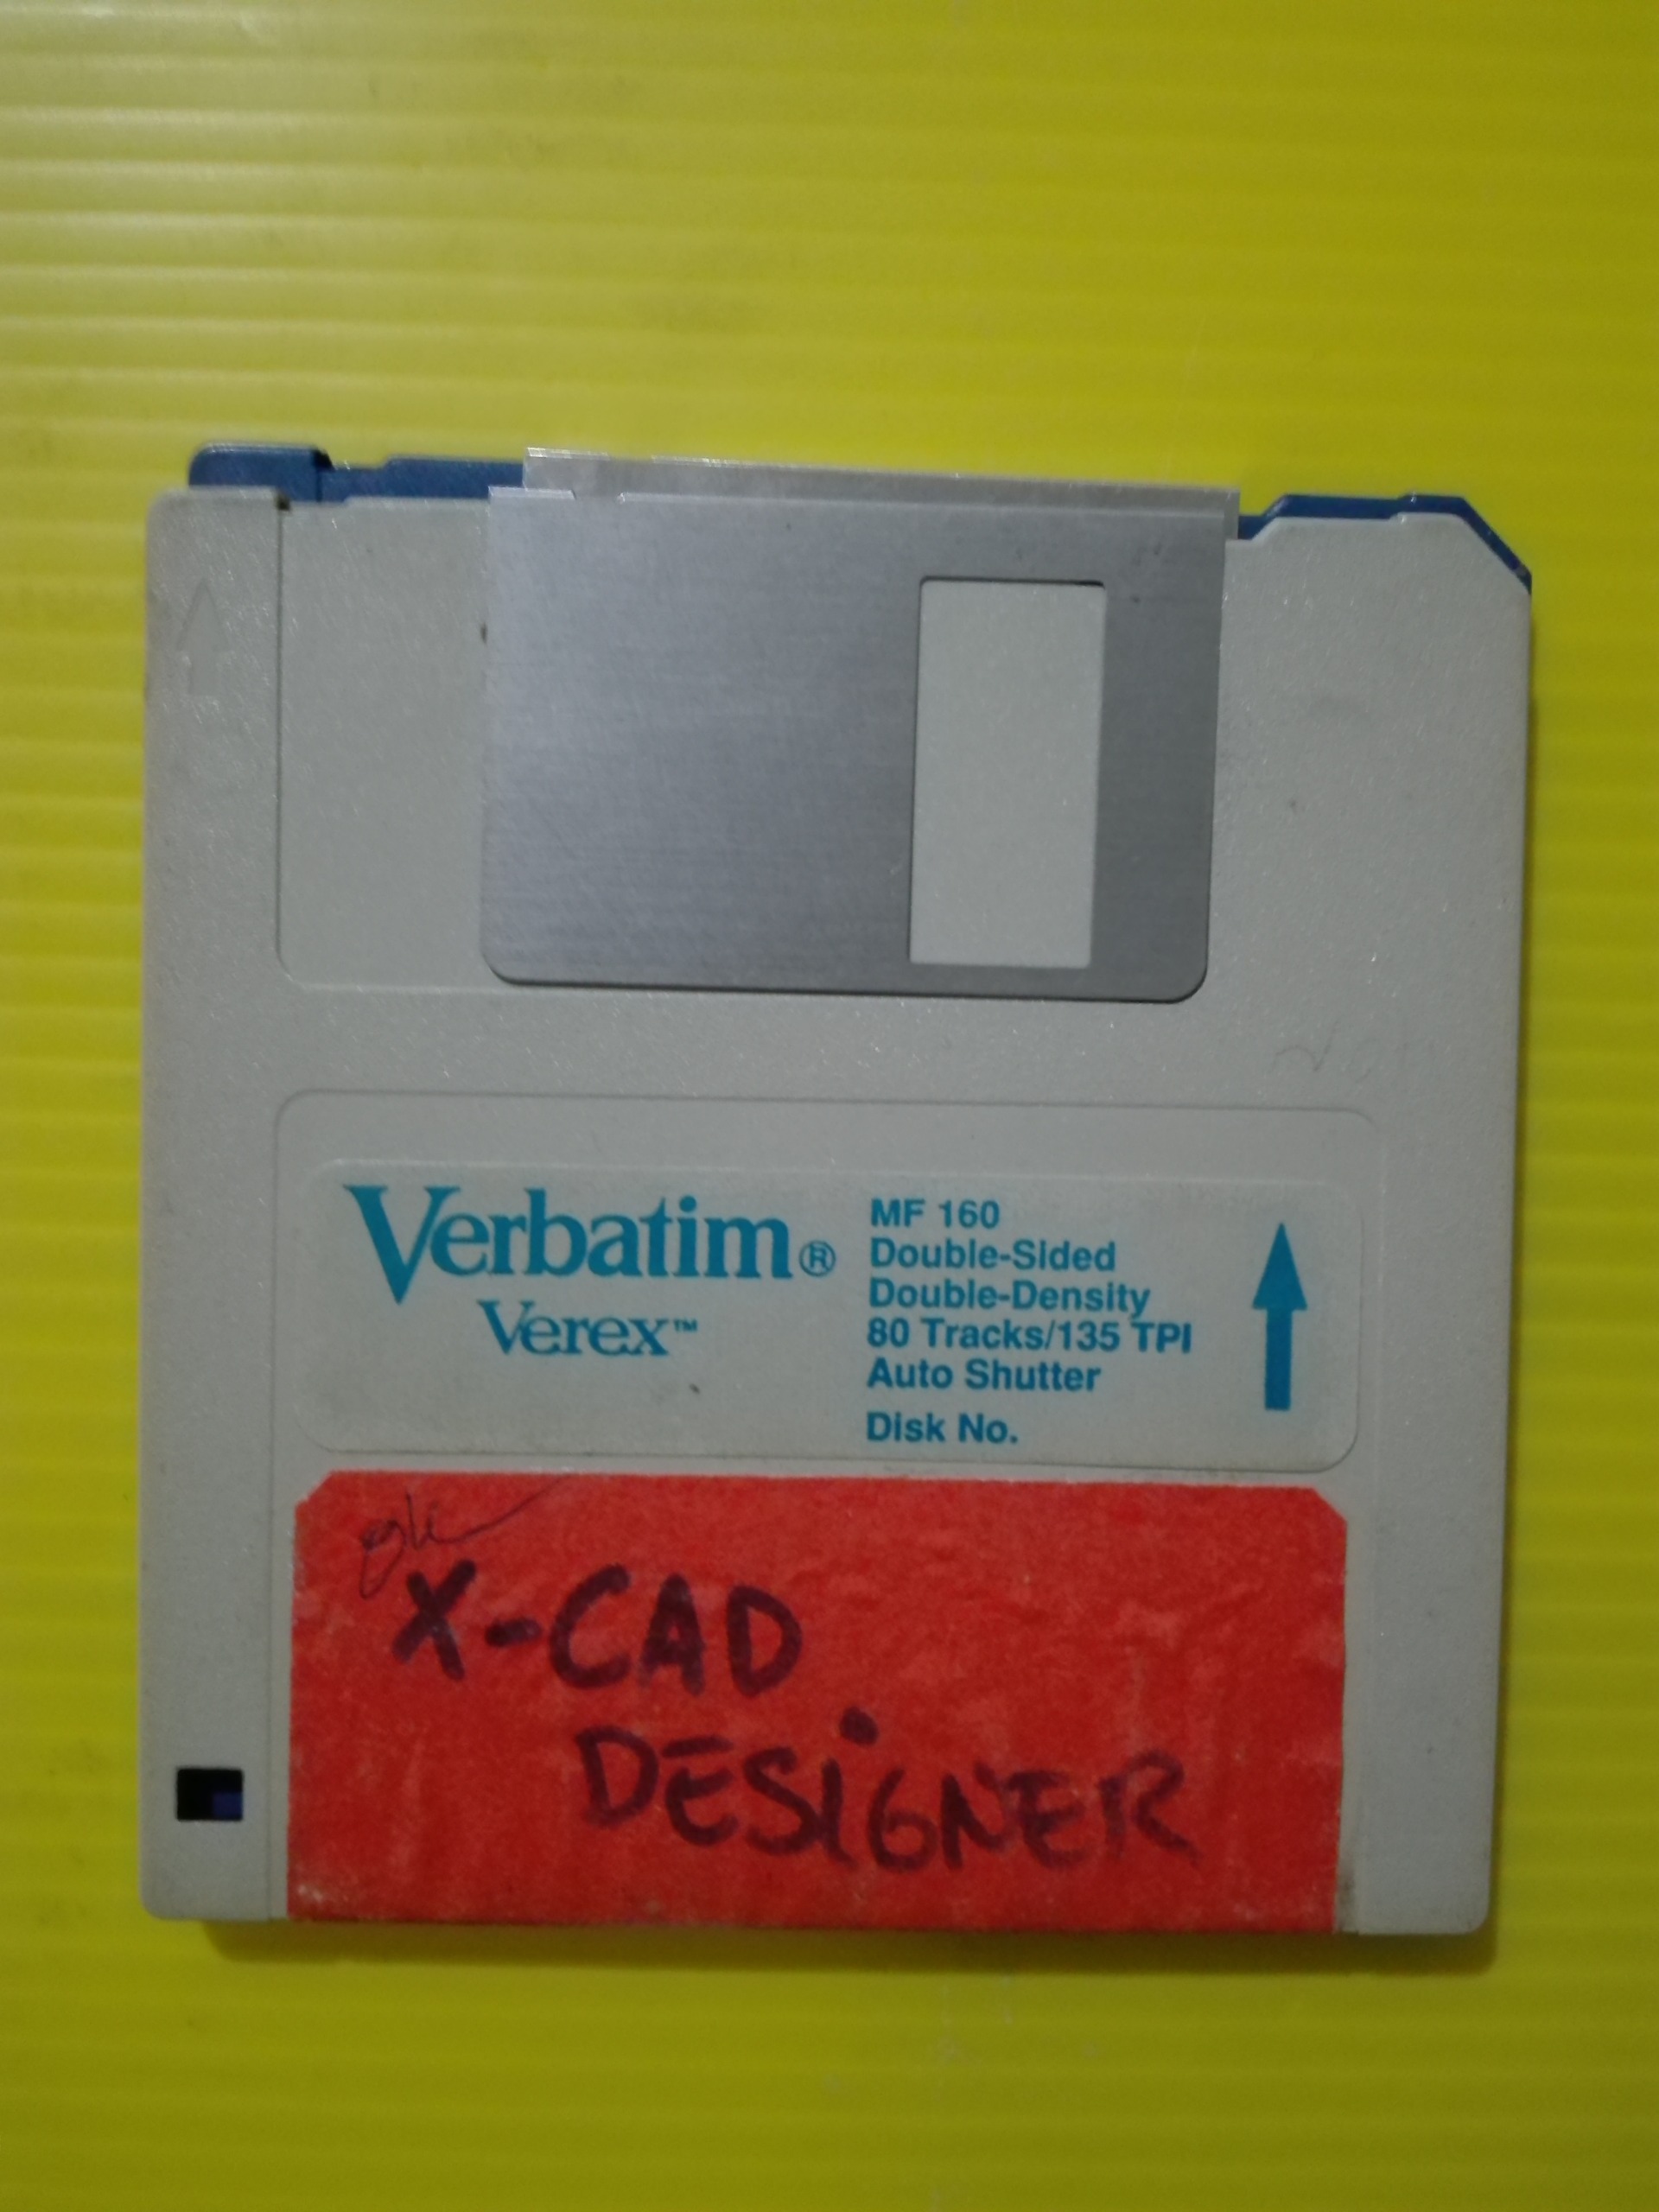 Verbatim®
Verex™
MF 160
Double-Sided
Double-Density
80 Tracks/135 TPI
Auto Shutter
Disk No.
X-CAD
DESiGNER